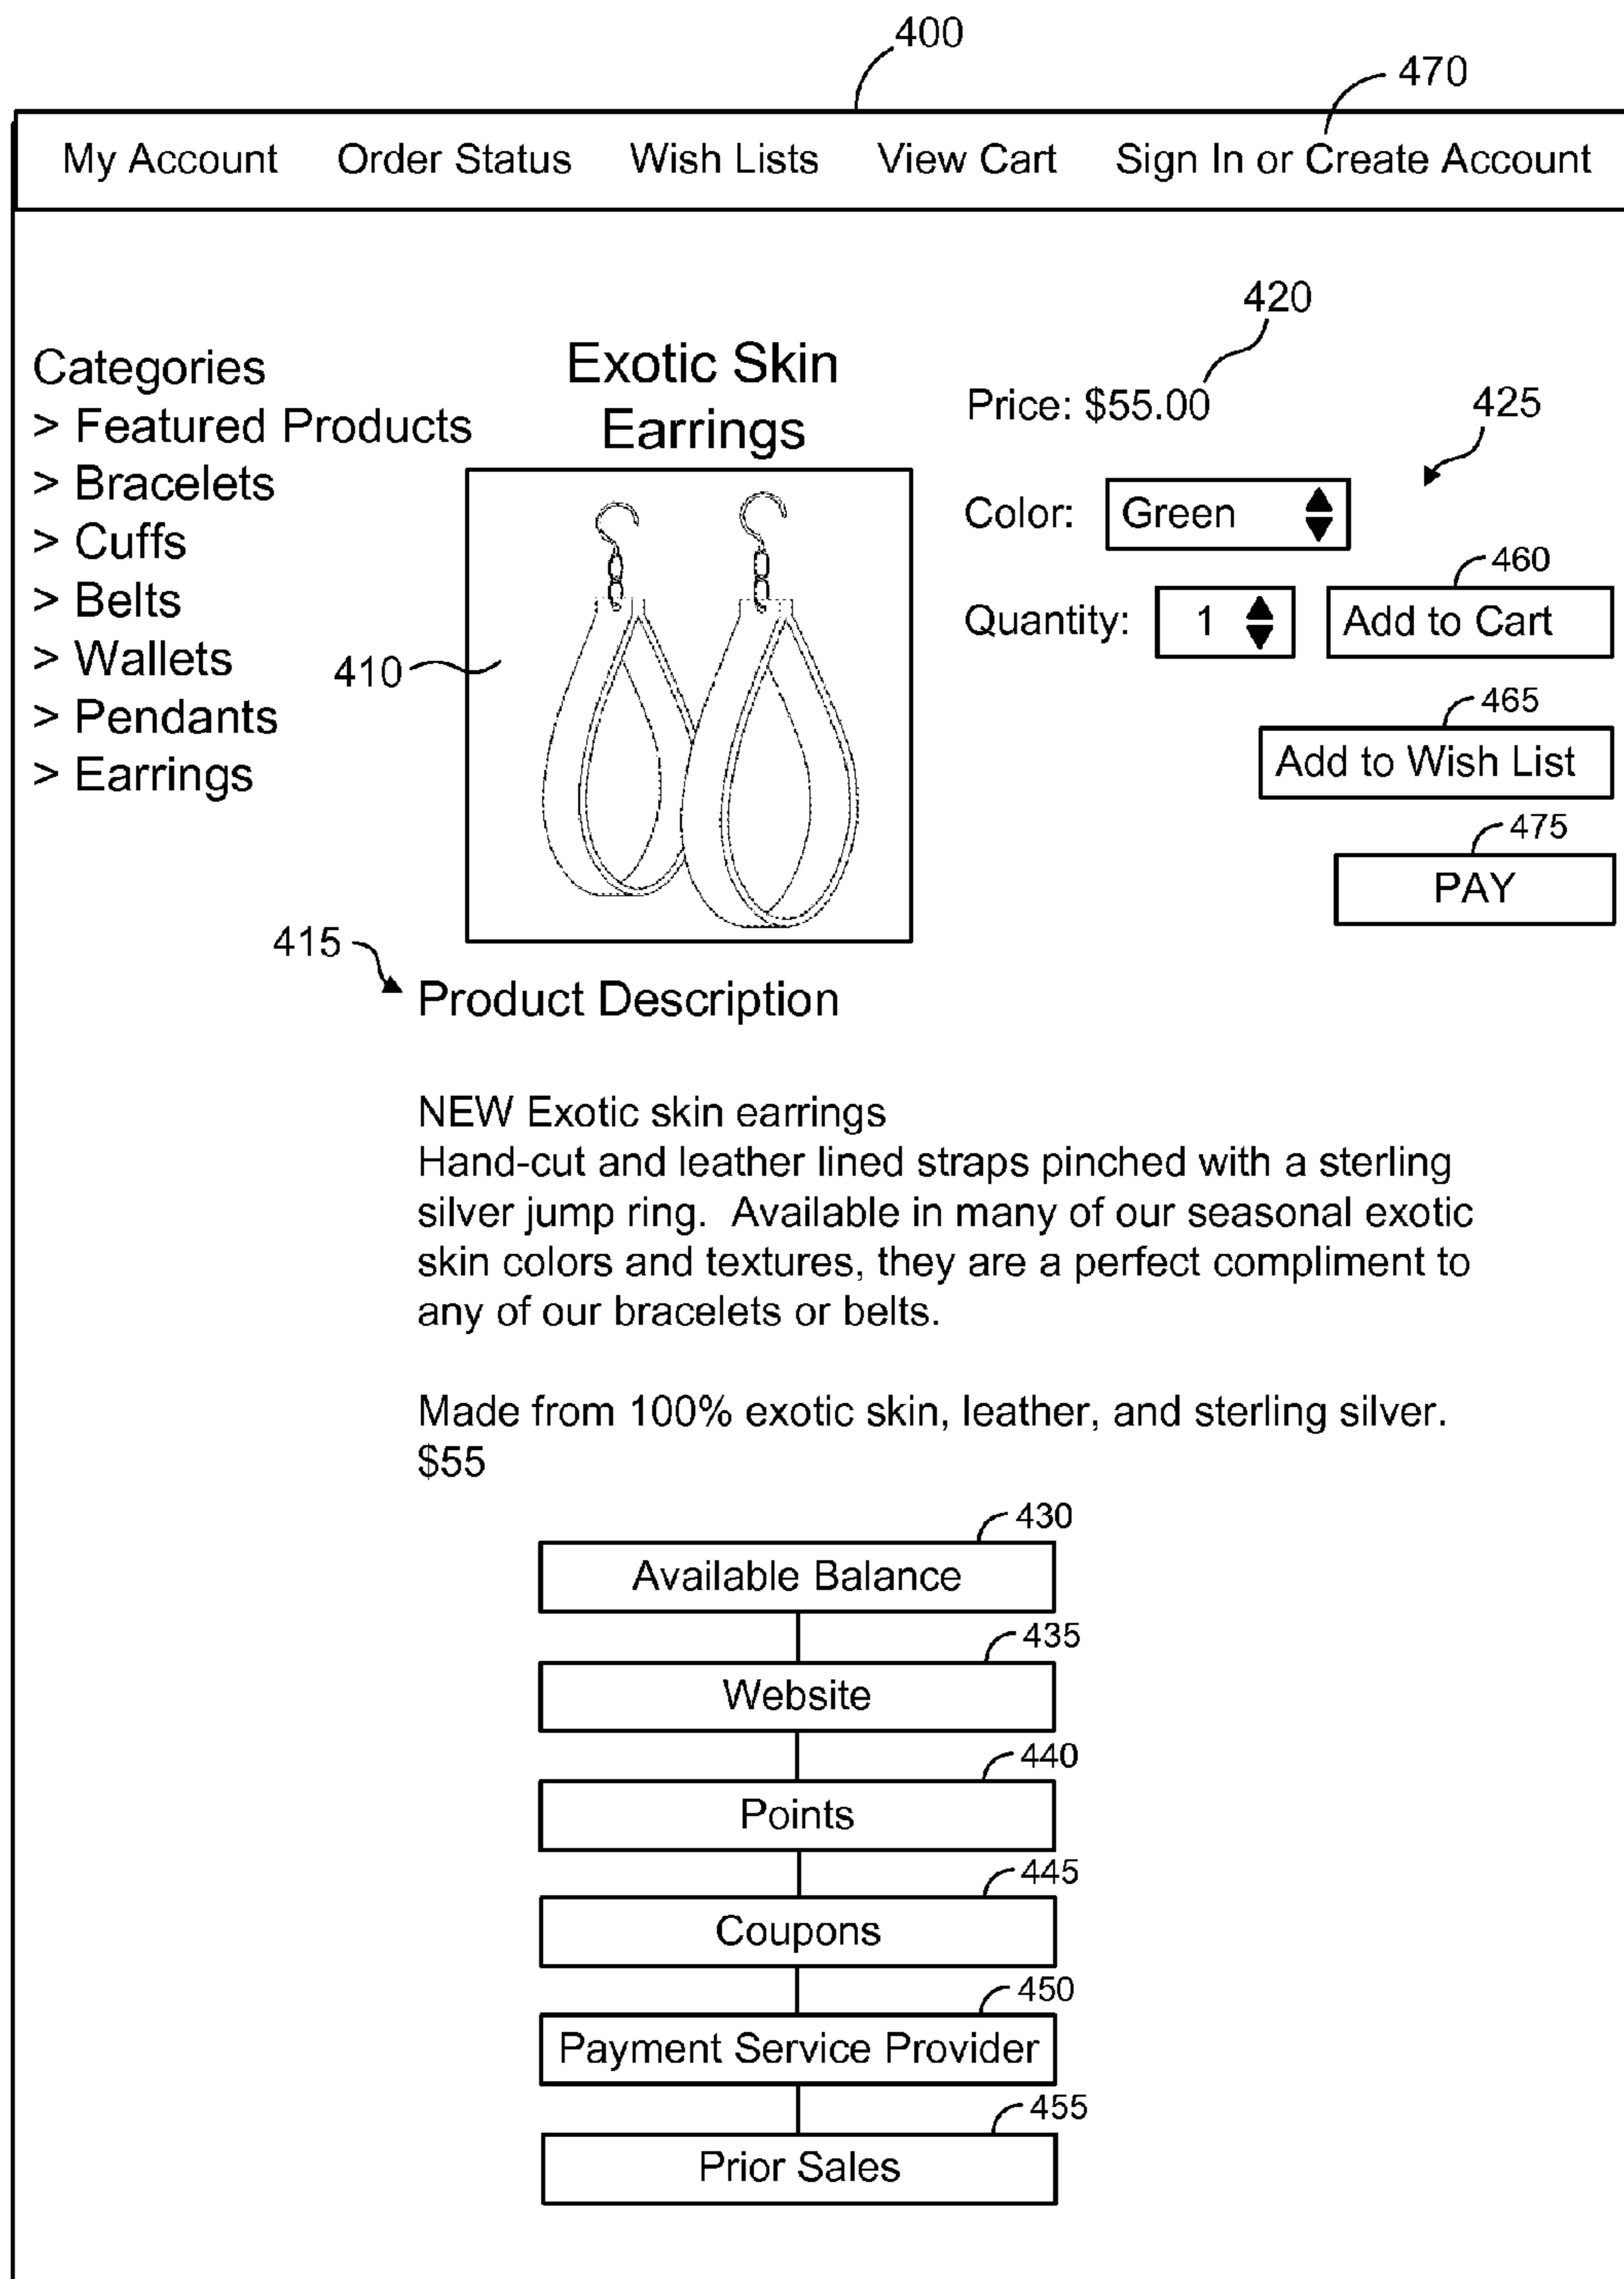 400
470
My Account Order Status Wish Lists View Cart Sign In or Create Account
420
Categories
> Featured Products
> Bracelets
> Cuffs
> Belts
> Wallets
> Pendants
> Earrings
Exotic Skin
Earrings
410
Price: $55.00
425
Color: Green
460
Quantity: 1 Add to Cart
465
Add to Wish List
475
PAY
415
Product Description
NEW Exotic skin earrings
Hand-cut and leather lined straps pinched with a sterling
silver jump ring. Available in many of our seasonal exotic
skin colors and textures, they are a perfect compliment to
any of our bracelets or belts.
Made from 100% exotic skin, leather, and sterling silver.
$55
430
Available Balance
435
Website
440
Points
445
Coupons
450
Payment Service Provider
455
Prior Sales